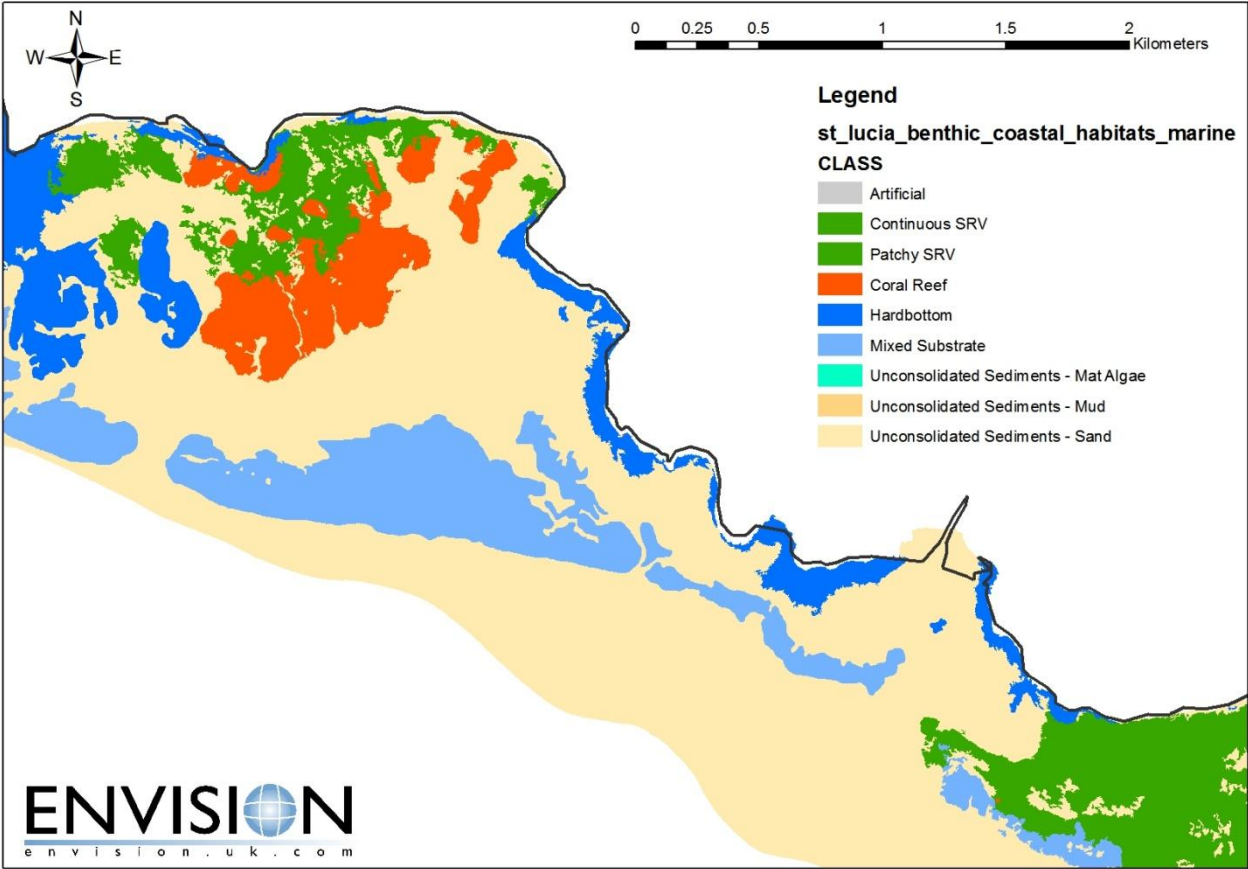 N
W E
S
0 0.25 0.5 1 1.5 2
Kilometers
Legend
st_lucia_benthic_coastal_habitats_marine
CLASS
Artificial
Continuous SRV
Patchy SRV
Coral Reef
Hardbottom
Mixed Substrate
Unconsolidated Sediments - Mat Algae
Unconsolidated Sediments - Mud
Unconsolidated Sediments - Sand
ENVISION
envision.uk.com